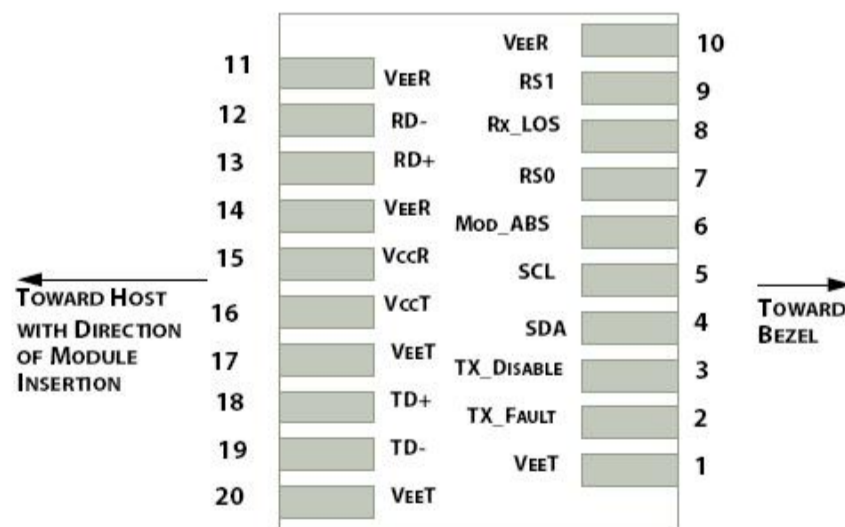 11 VEER
12 RD-
13 RD+
14 VEER
15 VccR
16 VccT
17 VEET
18 TD+
19 TD-
20 VEET
VEER 10
RS1 9
RX_LOS 8
RS0 7
MOD_ABS 6
SCL 5
SDA 4
TX_DISABLE 3
TX_FAULT 2
VEET 1
TOWARD HOST
WITH DIRECTION
OF MODULE
INSERTION
TOWARD
BEZEL